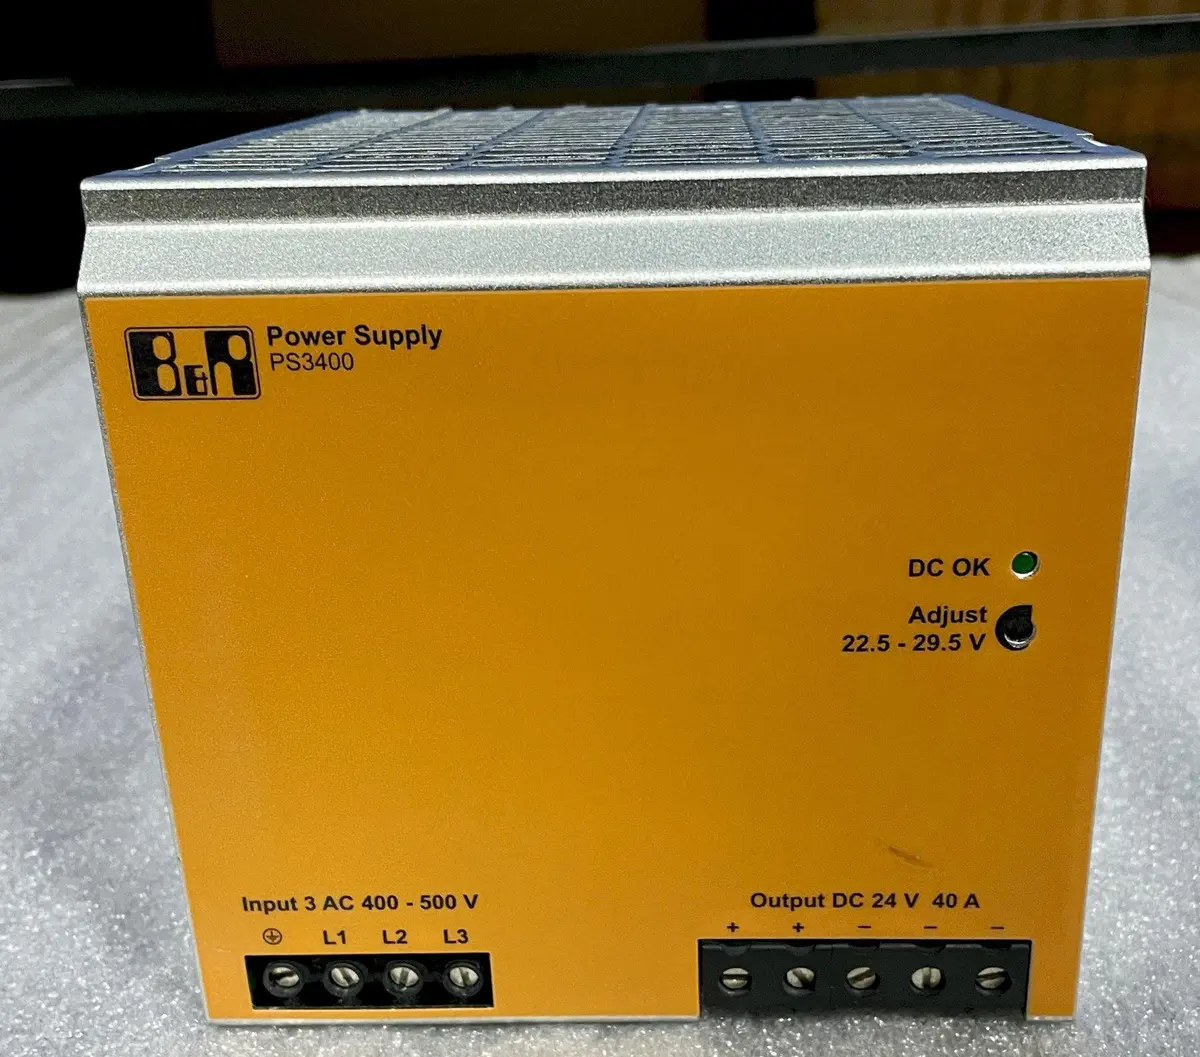 B&R
Power Supply
PS3400
DC OK
Adjust
22.5 - 29.5 V
Input 3 AC 400 - 500 V
L1 L2 L3
Output DC 24 V 40 A
+ + – – –